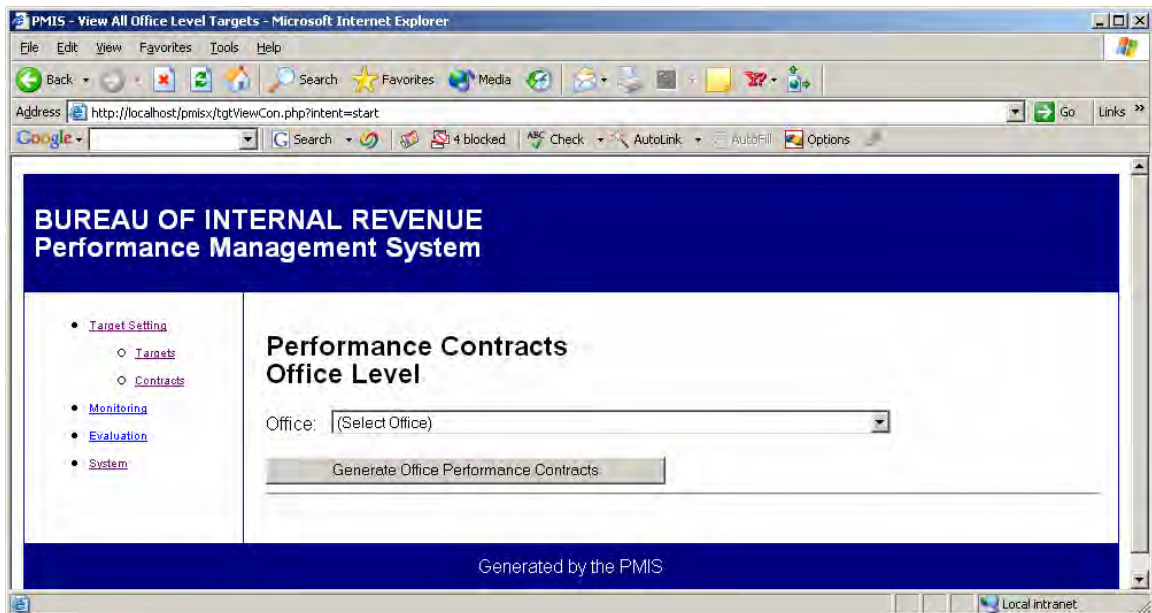 PMIS - View All Office Level Targets - Microsoft Internet Explorer
File Edit View Favorites Tools Help
Back Search Favorites Media
Address http://localhost/pmisx/tgtViewCon.php?intent=start Go Links »
Google Search 4 blocked ABC Check AutoLink AutoFill Options
BUREAU OF INTERNAL REVENUE
Performance Management System
Target Setting
Targets
Contracts
Monitoring
Evaluation
System
Performance Contracts
Office Level
Office: (Select Office)
Generate Office Performance Contracts
Generated by the PMIS
Local intranet